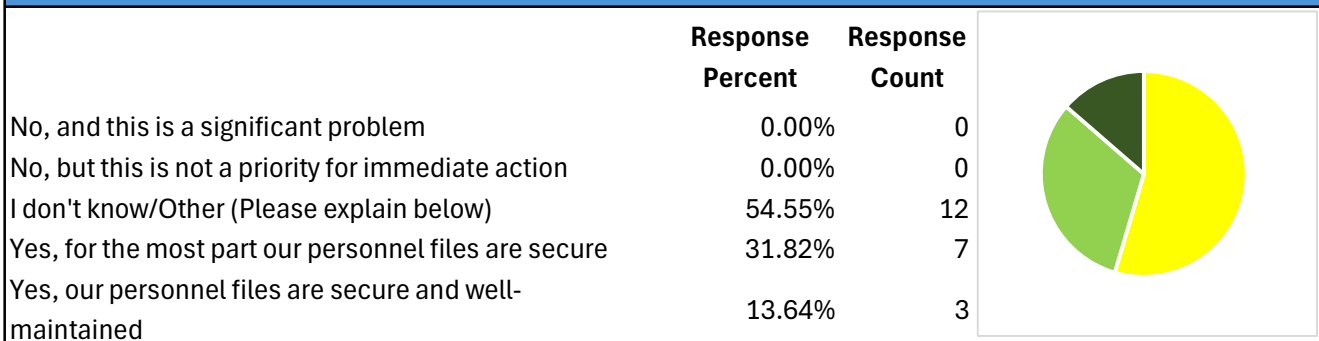 Response Response
Percent Count
No, and this is a significant problem 0.00% 0
No, but this is not a priority for immediate action 0.00% 0
I don't know/Other (Please explain below) 54.55% 12
Yes, for the most part our personnel files are secure 31.82% 7
Yes, our personnel files are secure and well-
maintained 13.64% 3